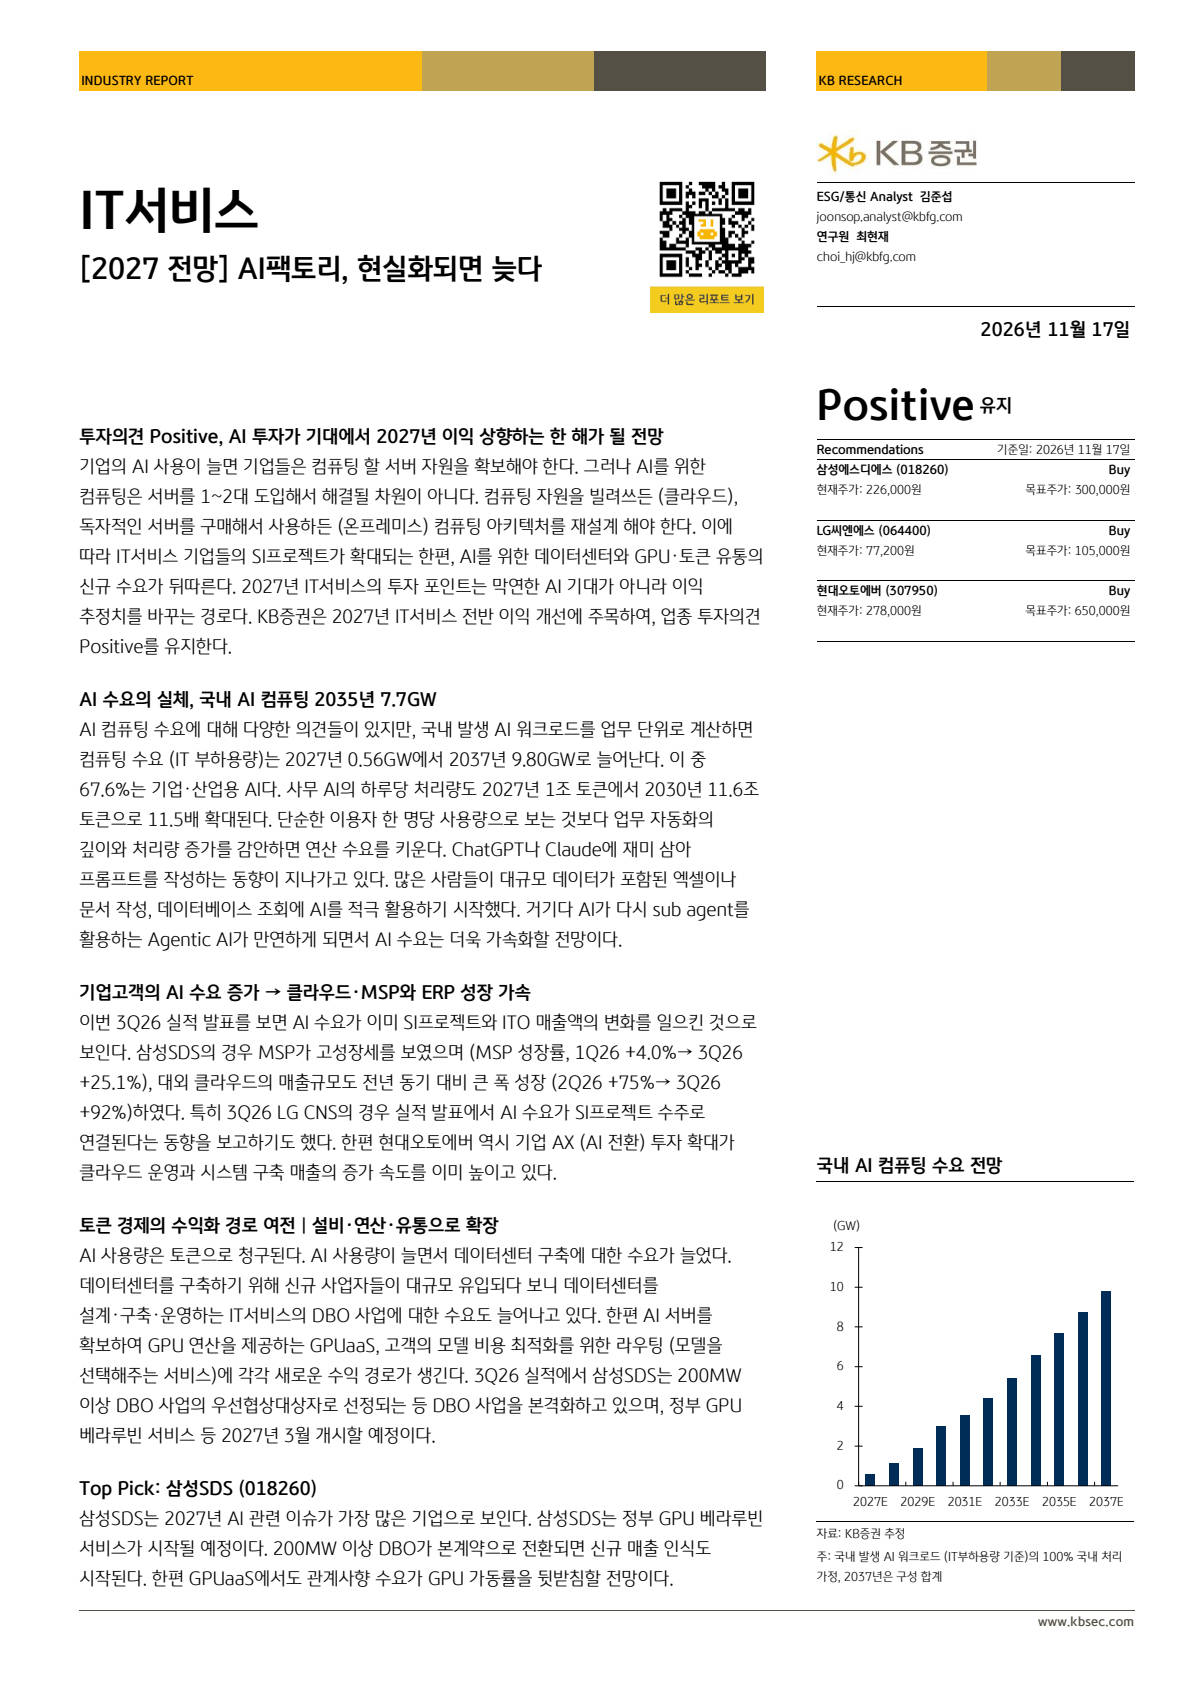 INDUSTRY REPORT
KB RESEARCH
KB증권
IT서비스
[2027 전망] AI팩토리, 현실화되면 늦다
더 많은 리포트 보기
ESG/통신 Analyst 김준섭
joonsop.analyst@kbfg.com
연구원 최현재
choi_hj@kbfg.com
2026년 11월 17일
Positive 유지
Recommendations 기준일: 2026년 11월 17일
삼성에스디에스 (018260) Buy
현재주가: 226,000원 목표주가: 300,000원
LG씨엔에스 (064400) Buy
현재주가: 77,200원 목표주가: 105,000원
현대오토에버 (307950) Buy
현재주가: 278,000원 목표주가: 650,000원
투자의견 Positive, AI 투자가 기대에서 2027년 이익 상향하는 한 해가 될 전망
기업의 AI 사용이 늘면 기업들은 컴퓨팅 할 서버 자원을 확보해야 한다. 그러나 AI를 위한
컴퓨팅은 서버를 1~2대 도입해서 해결될 차원이 아니다. 컴퓨팅 자원을 빌려쓰든 (클라우드),
독자적인 서버를 구매해서 사용하든 (온프레미스) 컴퓨팅 아키텍처를 재설계 해야 한다. 이에
따라 IT서비스 기업들의 SI프로젝트가 확대되는 한편, AI를 위한 데이터센터와 GPU·토큰 유통의
신규 수요가 뒤따른다. 2027년 IT서비스의 투자 포인트는 막연한 AI 기대가 아니라 이익
추정치를 바꾸는 경로다. KB증권은 2027년 IT서비스 전반 이익 개선에 주목하여, 업종 투자의견
Positive를 유지한다.
AI 수요의 실체, 국내 AI 컴퓨팅 2035년 7.7GW
AI 컴퓨팅 수요에 대해 다양한 의견들이 있지만, 국내 발생 AI 워크로드를 업무 단위로 계산하면
컴퓨팅 수요 (IT 부하용량)는 2027년 0.56GW에서 2037년 9.80GW로 늘어난다. 이 중
67.6%는 기업·산업용 AI다. 사무 AI의 하루당 처리량도 2027년 1조 토큰에서 2030년 11.6조
토큰으로 11.5배 확대된다. 단순한 이용자 한 명당 사용량으로 보는 것보다 업무 자동화의
깊이와 처리량 증가를 감안하면 연산 수요를 키운다. ChatGPT나 Claude에 재미 삼아
프롬프트를 작성하는 동향이 지나가고 있다. 많은 사람들이 대규모 데이터가 포함된 엑셀이나
문서 작성, 데이터베이스 조회에 AI를 적극 활용하기 시작했다. 거기다 AI가 다시 sub agent를
활용하는 Agentic AI가 만연하게 되면서 AI 수요는 더욱 가속화할 전망이다.
기업고객의 AI 수요 증가 → 클라우드·MSP와 ERP 성장 가속
이번 3Q26 실적 발표를 보면 AI 수요가 이미 SI프로젝트와 ITO 매출액의 변화를 일으킨 것으로
보인다. 삼성SDS의 경우 MSP가 고성장세를 보였으며 (MSP 성장률, 1Q26 +4.0%→ 3Q26
+25.1%), 대외 클라우드의 매출규모도 전년 동기 대비 큰 폭 성장 (2Q26 +75%→ 3Q26
+92%)하였다. 특히 3Q26 LG CNS의 경우 실적 발표에서 AI 수요가 SI프로젝트 수주로
연결된다는 동향을 보고하기도 했다. 한편 현대오토에버 역시 기업 AX (AI 전환) 투자 확대가
클라우드 운영과 시스템 구축 매출의 증가 속도를 이미 높이고 있다.
토큰 경제의 수익화 경로 여전 | 설비·연산·유통으로 확장
AI 사용량은 토큰으로 청구된다. AI 사용량이 늘면서 데이터센터 구축에 대한 수요가 늘었다.
데이터센터를 구축하기 위해 신규 사업자들이 대규모 유입되다 보니 데이터센터를
설계·구축·운영하는 IT서비스의 DBO 사업에 대한 수요도 늘어나고 있다. 한편 AI 서버를
확보하여 GPU 연산을 제공하는 GPUaaS, 고객의 모델 비용 최적화를 위한 라우팅 (모델을
선택해주는 서비스)에 각각 새로운 수익 경로가 생긴다. 3Q26 실적에서 삼성SDS는 200MW
이상 DBO 사업의 우선협상대상자로 선정되는 등 DBO 사업을 본격화하고 있으며, 정부 GPU
베라루빈 서비스 등 2027년 3월 개시할 예정이다.
Top Pick: 삼성SDS (018260)
삼성SDS는 2027년 AI 관련 이슈가 가장 많은 기업으로 보인다. 삼성SDS는 정부 GPU 베라루빈
서비스가 시작될 예정이다. 200MW 이상 DBO가 본계약으로 전환되면 신규 매출 인식도
시작된다. 한편 GPUaaS에서도 관계사향 수요가 GPU 가동률을 뒷받침할 전망이다.
국내 AI 컴퓨팅 수요 전망
(GW)
12
10
8
6
4
2
0
2027E 2029E 2031E 2033E 2035E 2037E
자료: KB증권 추정
주: 국내 발생 AI 워크로드 (IT부하용량 기준)의 100% 국내 처리
가정, 2037년은 구성 합계
www.kbsec.com